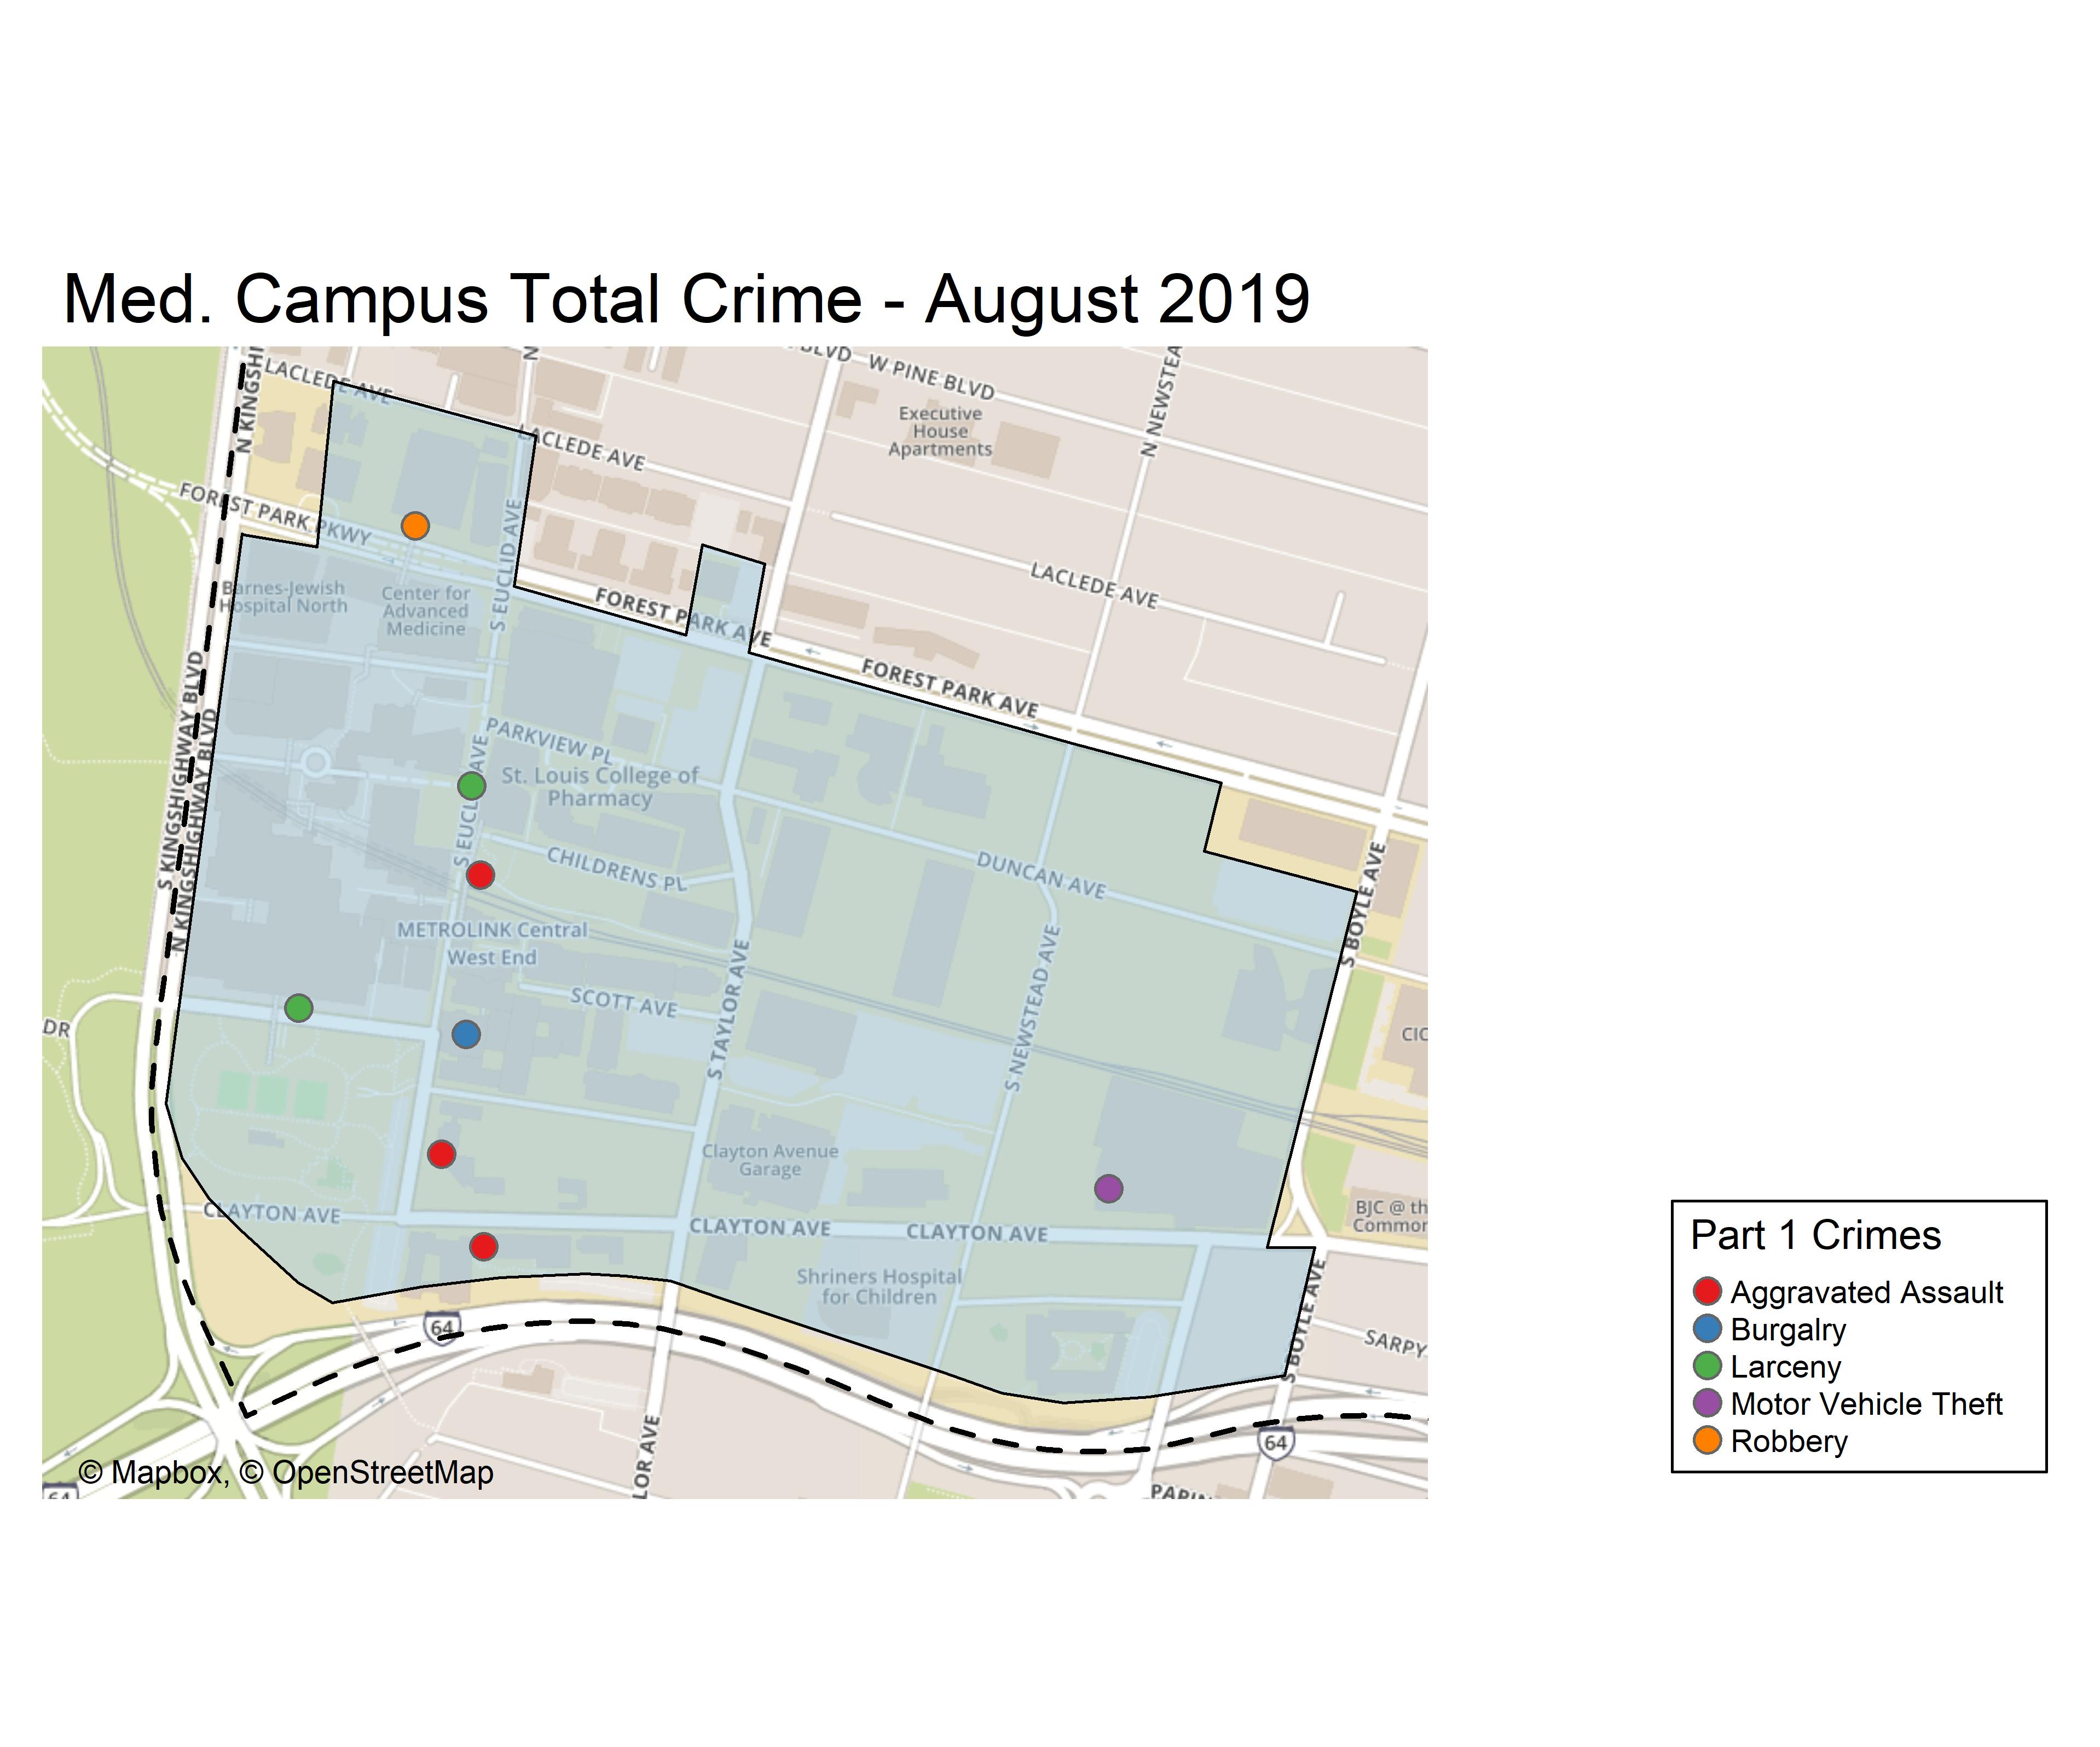 Med. Campus Total Crime - August 2019
BLVD
W PINE BLVD
N KINGSHI
LACLEDE AVE
N
N NEWSTEA
Executive
House
Apartments
LACLEDE AVE
FOREST PARK PKWY
S EUCLID AVE
LACLEDE AVE
Barnes-Jewish
Hospital North
Center for
Advanced
Medicine
FOREST PARK AVE
FOREST PARK AVE
S KINGSHIGHWAY BLVD
N KINGSHIGHWAY BLVD
PARKVIEW PL
St. Louis College of
Pharmacy
S EUCLID AVE
CHILDRENS PL
DUNCAN AVE
S BOYLE AVE
METROLINK Central
West End
S TAYLOR AVE
S NEWSTEAD AVE
SCOTT AVE
DR
CIC
Clayton Avenue
Garage
CLAYTON AVE
CLAYTON AVE
CLAYTON AVE
BJC @ th
Common
Shriners Hospital
for Children
S BOYLE AVE
SARPY
64
64
LOR AVE
64
© Mapbox, © OpenStreetMap
Part 1 Crimes
Aggravated Assault
Burgalry
Larceny
Motor Vehicle Theft
Robbery